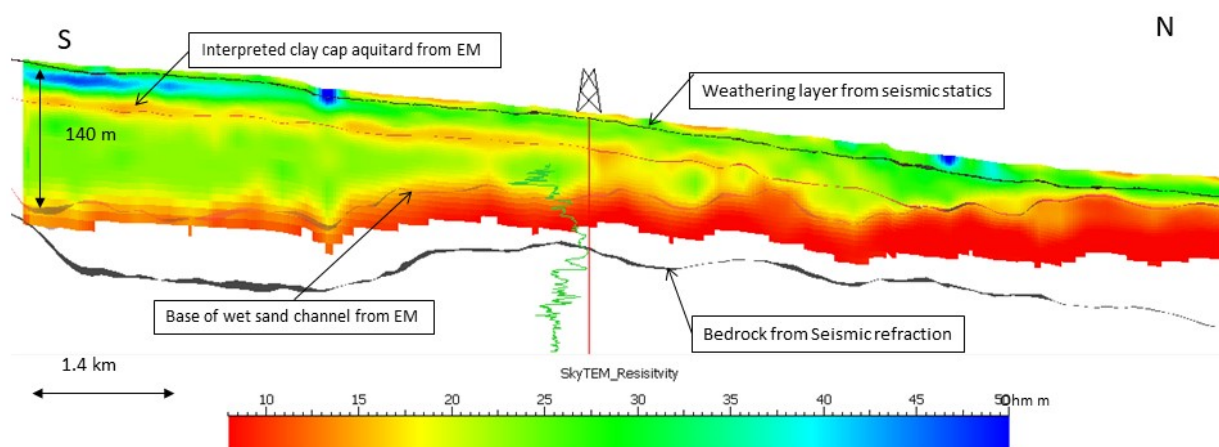 S
N
Interpreted clay cap aquitard from EM
Weathering layer from seismic statics
140 m
Base of wet sand channel from EM
Bedrock from Seismic refraction
1.4 km
SkyTEM_Resisitvity
10 15 20 25 30 35 40 45 50 Ohm m